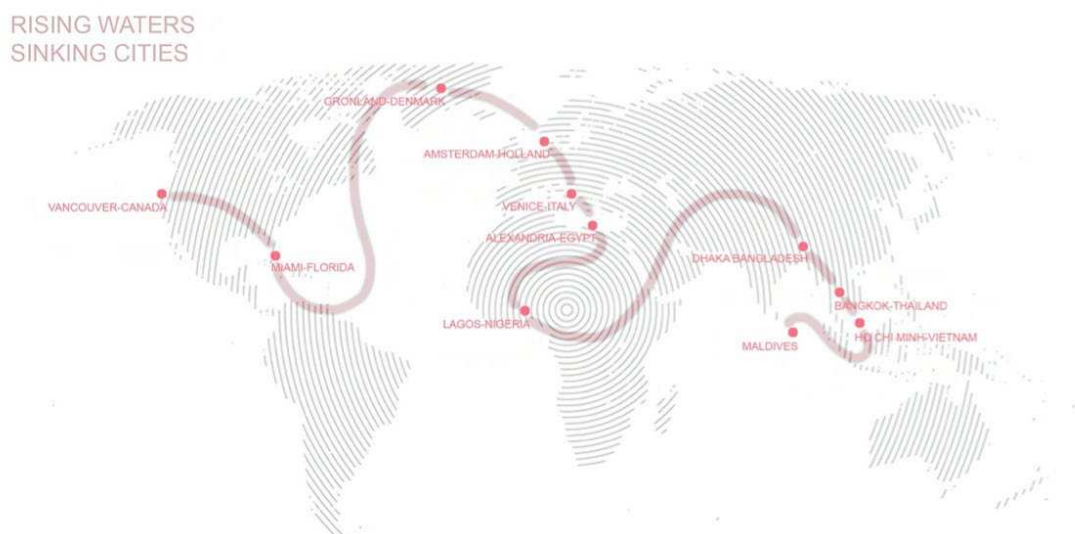 RISING WATERS
SINKING CITIES
GRONLAND-DENMARK
AMSTERDAM-HOLLAND
VANCOUVER-CANADA
VENICE-ITALY
ALEXANDRIA-EGYPT
DHAKA BANGLADESH
MIAMI-FLORIDA
BANGKOK-THAILAND
LAGOS-NIGERIA
HO CHI MINH-VIETNAM
MALDIVES